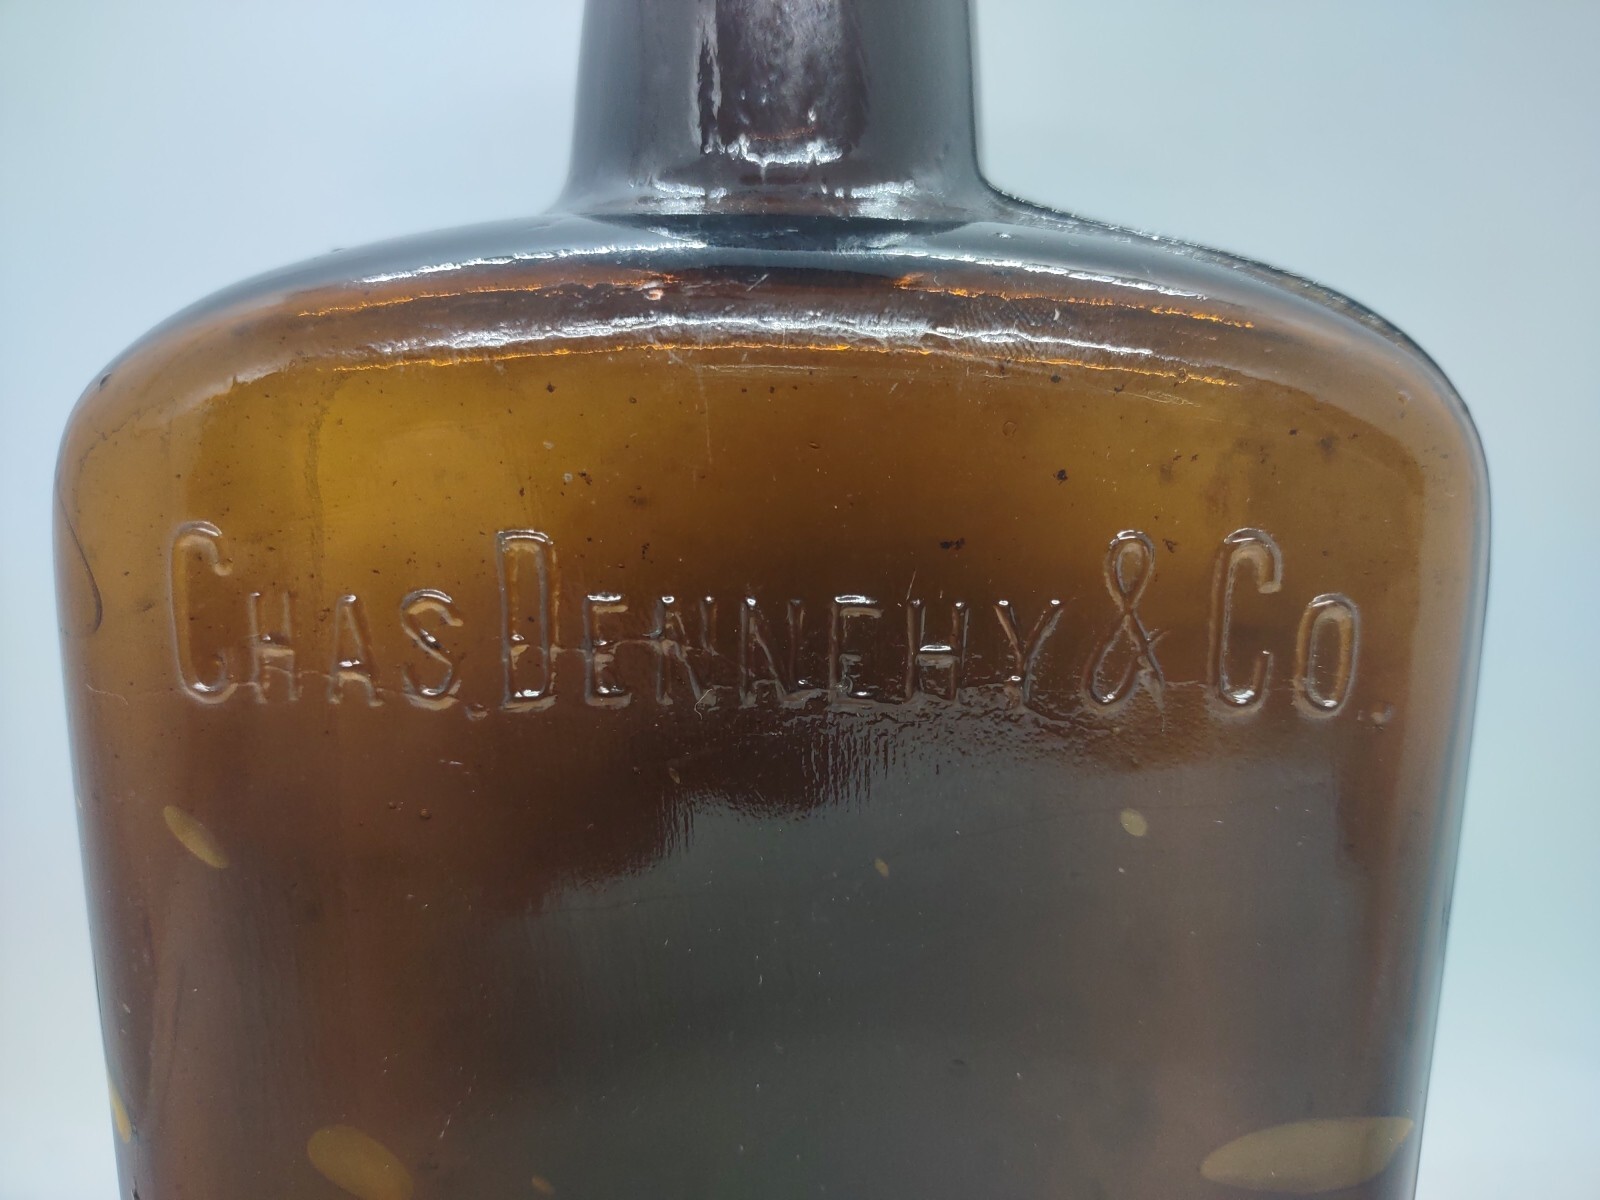 CHAS. DENNEHY & CO.